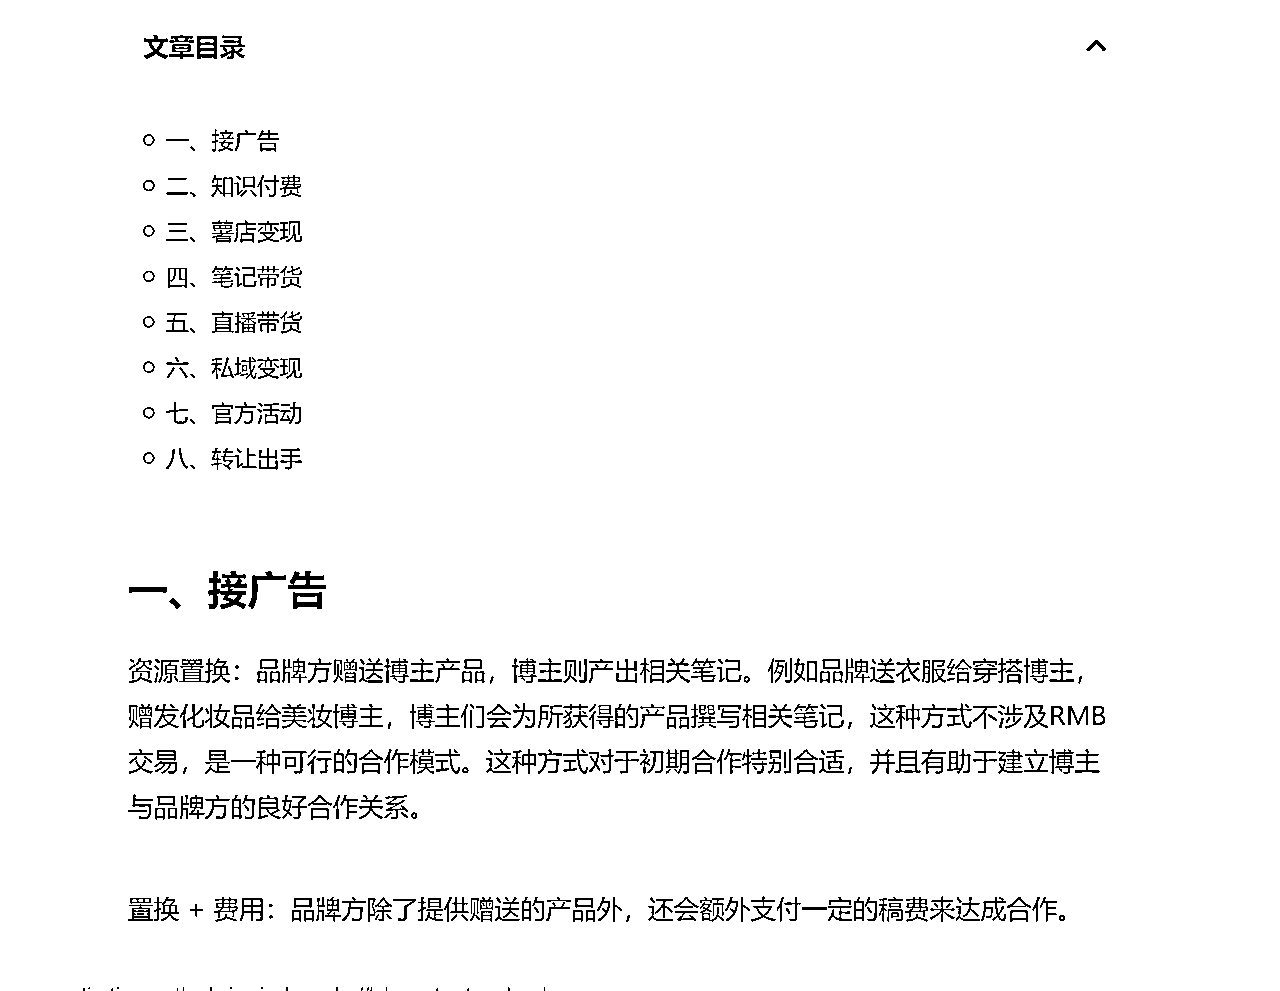 文章目录
一、接广告
二、知识付费
三、薯店变现
四、笔记带货
五、直播带货
六、私域变现
七、官方活动
八、转让出手
一、接广告
资源置换：品牌方赠送博主产品，博主则产出相关笔记。例如品牌送衣服给穿搭博主，
赠发化妆品给美妆博主，博主们会为所获得的产品撰写相关笔记，这种方式不涉及RMB
交易，是一种可行的合作模式。这种方式对于初期合作特别合适，并且有助于建立博主
与品牌方的良好合作关系。
置换 + 费用：品牌方除了提供赠送的产品外，还会额外支付一定的稿费来达成合作。